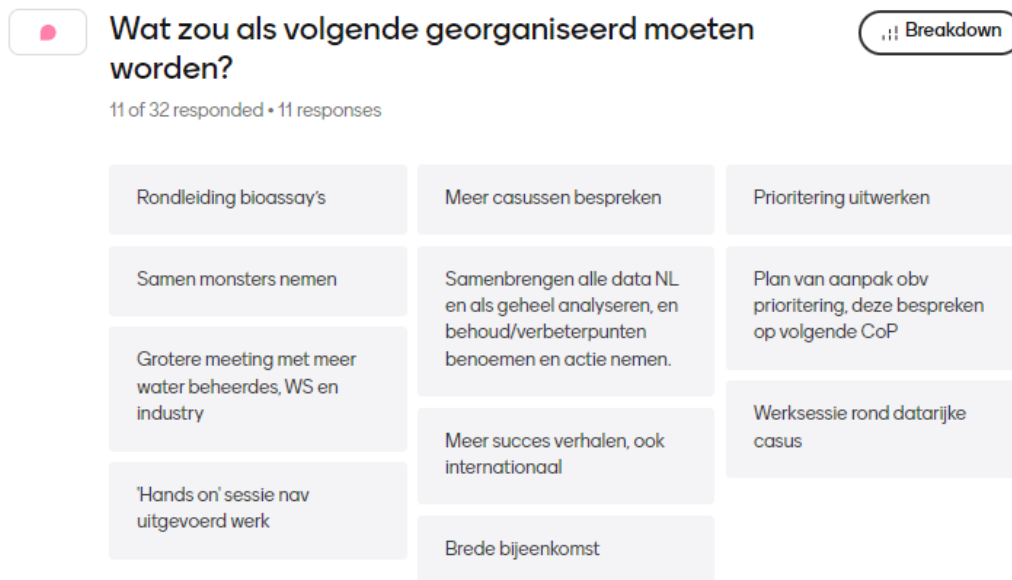 Wat zou als volgende georganiseerd moeten
worden?
Breakdown
11 of 32 responded • 11 responses
Rondleiding bioassay's
Samen monsters nemen
Grotere meeting met meer
water beheerdes, WS en
industry
'Hands on' sessie nav
uitgevoerd werk
Meer casussen bespreken
Samenbrengen alle data NL
en als geheel analyseren, en
behoud/verbeterpunten
benoemen en actie nemen.
Meer succes verhalen, ook
internationaal
Brede bijeenkomst
Prioritering uitwerken
Plan van aanpak obv
prioritering, deze bespreken
op volgende CoP
Werksessie rond datarijke
casus